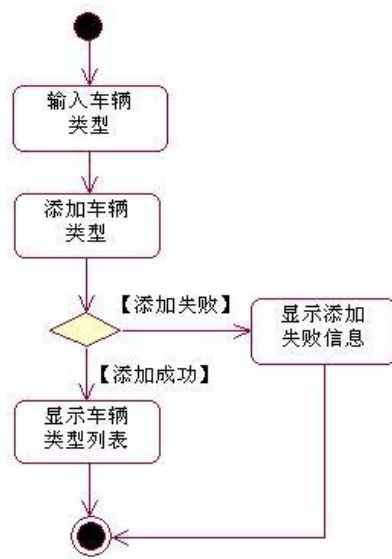 输入车辆
类型
添加车辆
类型
【添加失败】
显示添加
失败信息
【添加成功】
显示车辆
类型列表